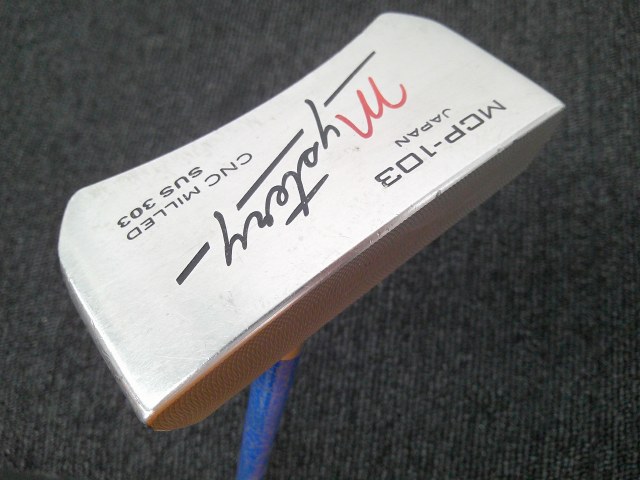 Mystery
CNC MILLED
SUS 303
MCP-103
JAPAN